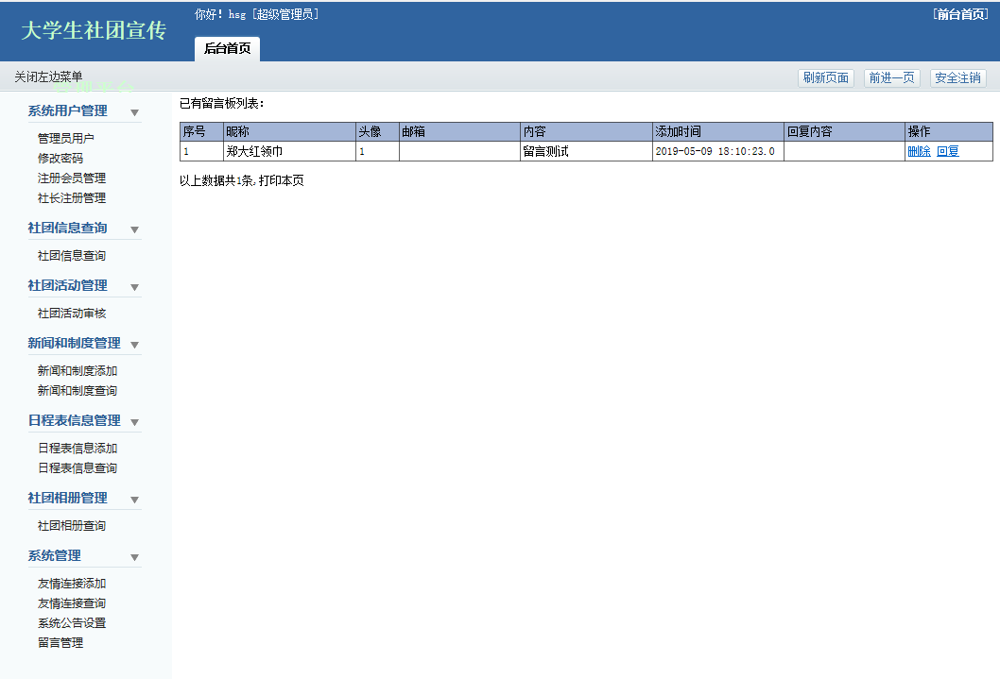 大学生社团宣传
你好! hsg [超级管理员]
[前台首页]
后台首页
关闭左边菜单
刷新页面 前进一页 安全注销
系统用户管理
管理员用户
修改密码
注册会员管理
社长注册管理
社团信息查询
社团信息查询
社团活动管理
社团活动审核
新闻和制度管理
新闻和制度添加
新闻和制度查询
日程表信息管理
日程表信息添加
日程表信息查询
社团相册管理
社团相册查询
系统管理
友情连接添加
友情连接查询
系统公告设置
留言管理
已有留言板列表:
序号 昵称 头像 邮箱 内容 添加时间 回复内容 操作
1 郑大红领巾 1 留言测试 2019-05-09 18:10:23.0 删除 回复
以上数据共1条,打印本页